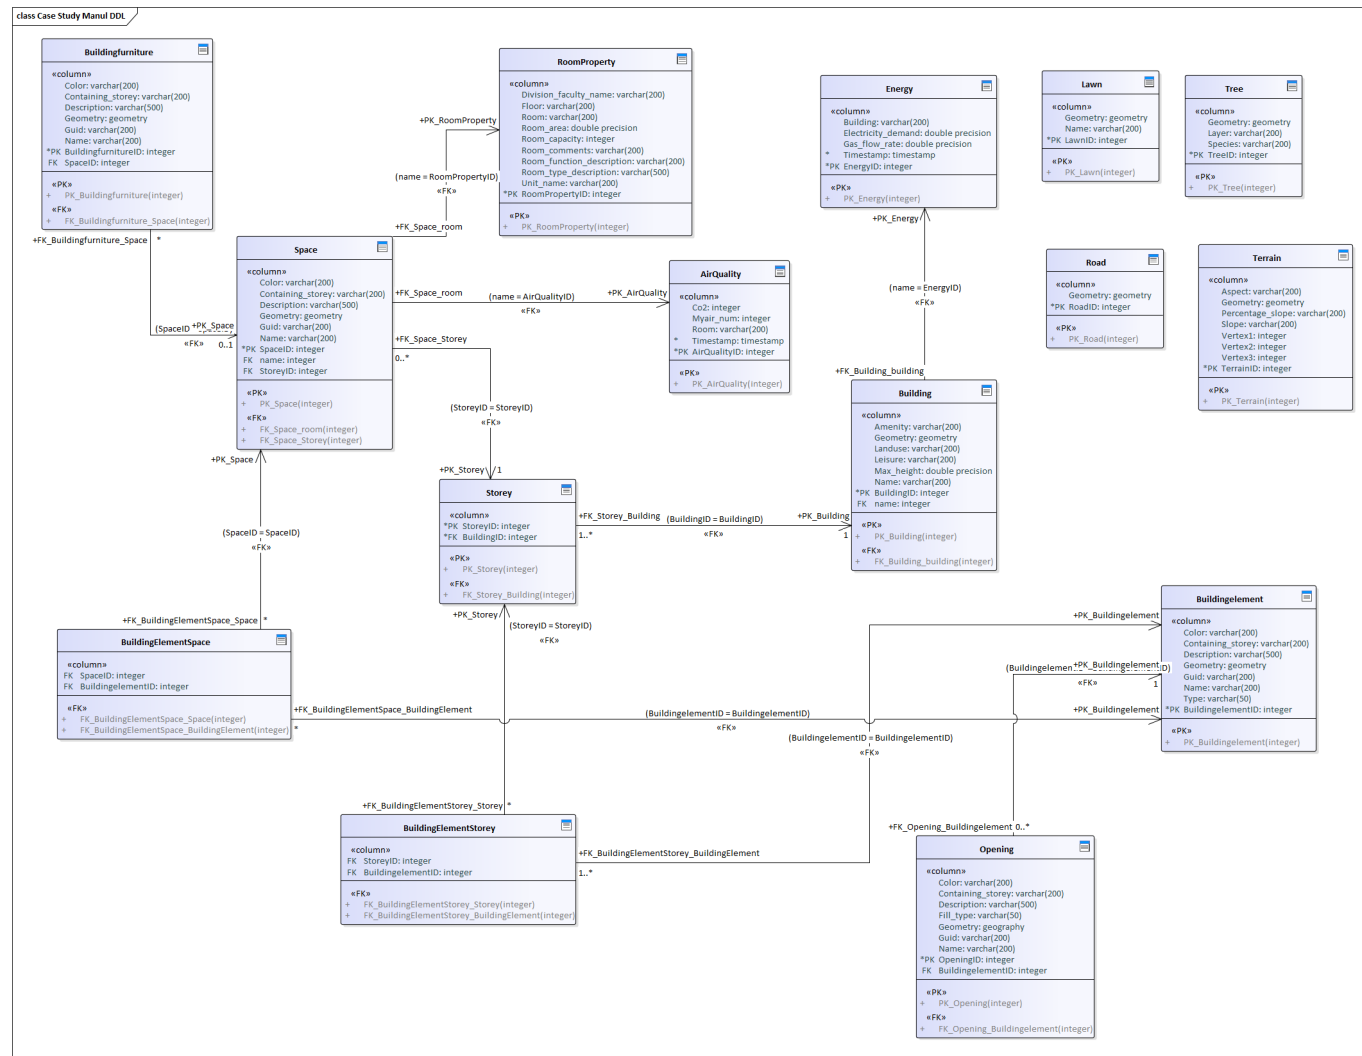 class Case Study Manul DDL
Buildingfurniture
«column»
Color: varchar(200)
Containing_storey: varchar(200)
Description: varchar(500)
Geometry: geometry
Guid: varchar(200)
Name: varchar(200)
*PK BuildingfurnitureID: integer
FK SpaceID: integer
«PK»
+ PK_Buildingfurniture(integer)
«FK»
+ FK_Buildingfurniture_Space(integer)
+FK_Buildingfurniture_Space *
RoomProperty
«column»
Division_faculty_name: varchar(200)
Floor: varchar(200)
Room: varchar(200)
Room_area: double precision
Room_capacity: integer
Room_comments: varchar(200)
Room_function_description: varchar(200)
Room_type_description: varchar(500)
Unit_name: varchar(200)
*PK RoomPropertyID: integer
«PK»
+ PK_RoomProperty(integer)
+PK_RoomProperty
(name = RoomPropertyID)
«FK»
+FK_Space_room
Energy
«column»
Building: varchar(200)
Electricity_demand: double precision
Gas_flow_rate: double precision
* Timestamp: timestamp
*PK EnergyID: integer
«PK»
+ PK_Energy(integer)
+PK_Energy
(name = EnergyID)
«FK»
+FK_Building_building
Lawn
«column»
Geometry: geometry
Name: varchar(200)
*PK LawnID: integer
«PK»
+ PK_Lawn(integer)
Tree
«column»
Geometry: geometry
Layer: varchar(200)
Species: varchar(200)
*PK TreeID: integer
«PK»
+ PK_Tree(integer)
Space
«column»
Color: varchar(200)
Containing_storey: varchar(200)
Description: varchar(500)
Geometry: geometry
Guid: varchar(200)
Name: varchar(200)
*PK SpaceID: integer
FK name: integer
FK StoreyID: integer
«PK»
+ PK_Space(integer)
«FK»
+ FK_Space_room(integer)
+ FK_Space_Storey(integer)
+PK_Space
(SpaceID
«FK» 0..1
+FK_Space_room
(name = AirQualityID)
«FK»
+PK_AirQuality
AirQuality
«column»
Co2: integer
Myair_num: integer
Room: varchar(200)
* Timestamp: timestamp
*PK AirQualityID: integer
«PK»
+ PK_AirQuality(integer)
Road
«column»
Geometry: geometry
*PK RoadID: integer
«PK»
+ PK_Road(integer)
Terrain
«column»
Aspect: varchar(200)
Geometry: geometry
Percentage_slope: varchar(200)
Slope: varchar(200)
Vertex1: integer
Vertex2: integer
Vertex3: integer
*PK TerrainID: integer
«PK»
+ PK_Terrain(integer)
+FK_Space_Storey
0..*
(StoreyID = StoreyID)
«FK»
+PK_Storey 1
Building
«column»
Amenity: varchar(200)
Geometry: geometry
Landuse: varchar(200)
Leisure: varchar(200)
Max_height: double precision
Name: varchar(200)
*PK BuildingID: integer
FK name: integer
«PK»
+ PK_Building(integer)
«FK»
+ FK_Building_building(integer)
Storey
«column»
*PK StoreyID: integer
*FK BuildingID: integer
«PK»
+ PK_Storey(integer)
«FK»
+ FK_Storey_Building(integer)
+FK_Storey_Building
1..*
(BuildingID = BuildingID)
«FK»
+PK_Building
1
+PK_Space
(SpaceID = SpaceID)
«FK»
+FK_BuildingElementSpace_Space *
+PK_Storey
(StoreyID = StoreyID)
«FK»
BuildingElementSpace
«column»
FK SpaceID: integer
FK BuildingelementID: integer
«FK»
+ FK_BuildingElementSpace_Space(integer)
+ FK_BuildingElementSpace_BuildingElement(integer)
+FK_BuildingElementSpace_BuildingElement
*
(BuildingelementID = BuildingelementID)
«FK»
+PK_Buildingelement
(BuildingelementID = BuildingelementID)
«FK»
+PK_Buildingelement
Buildingelement
«column»
Color: varchar(200)
Containing_storey: varchar(200)
Description: varchar(500)
Geometry: geometry
Guid: varchar(200)
Name: varchar(200)
Type: varchar(50)
*PK BuildingelementID: integer
«PK»
+ PK_Buildingelement(integer)
+PK_Buildingelement
«FK» 1
+FK_BuildingElementStorey_Storey *
BuildingElementStorey
«column»
FK StoreyID: integer
FK BuildingelementID: integer
«FK»
+ FK_BuildingElementStorey_Storey(integer)
+ FK_BuildingElementStorey_BuildingElement(integer)
+FK_BuildingElementStorey_BuildingElement
1..*
+FK_Opening_Buildingelement 0..*
Opening
«column»
Color: varchar(200)
Containing_storey: varchar(200)
Description: varchar(500)
Fill_type: varchar(50)
Geometry: geography
Guid: varchar(200)
Name: varchar(200)
*PK OpeningID: integer
FK BuildingelementID: integer
«PK»
+ PK_Opening(integer)
«FK»
+ FK_Opening_Buildingelement(integer)